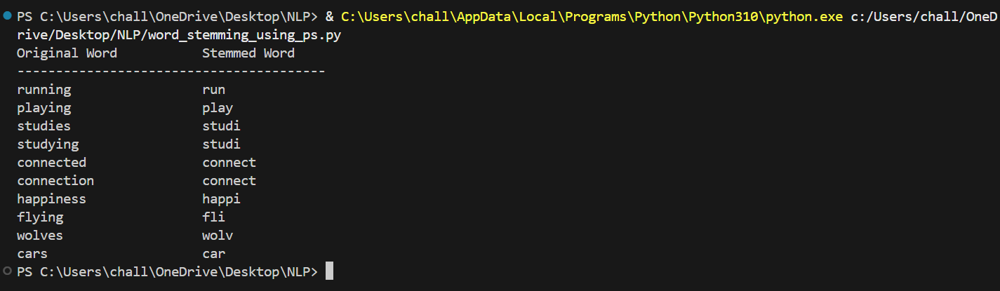 PS C:\Users\chall\OneDrive\Desktop\NLP> & C:\Users\chall\AppData\Local\Programs\Python\Python310\python.exe c:/Users/chall/OneD
rive/Desktop/NLP/word_stemming_using_ps.py
Original Word           Stemmed Word
----------------------------------------
running                 run
playing                 play
studies                 studi
studying                studi
connected               connect
connection              connect
happiness               happi
flying                  fli
wolves                  wolv
cars                    car
PS C:\Users\chall\OneDrive\Desktop\NLP>